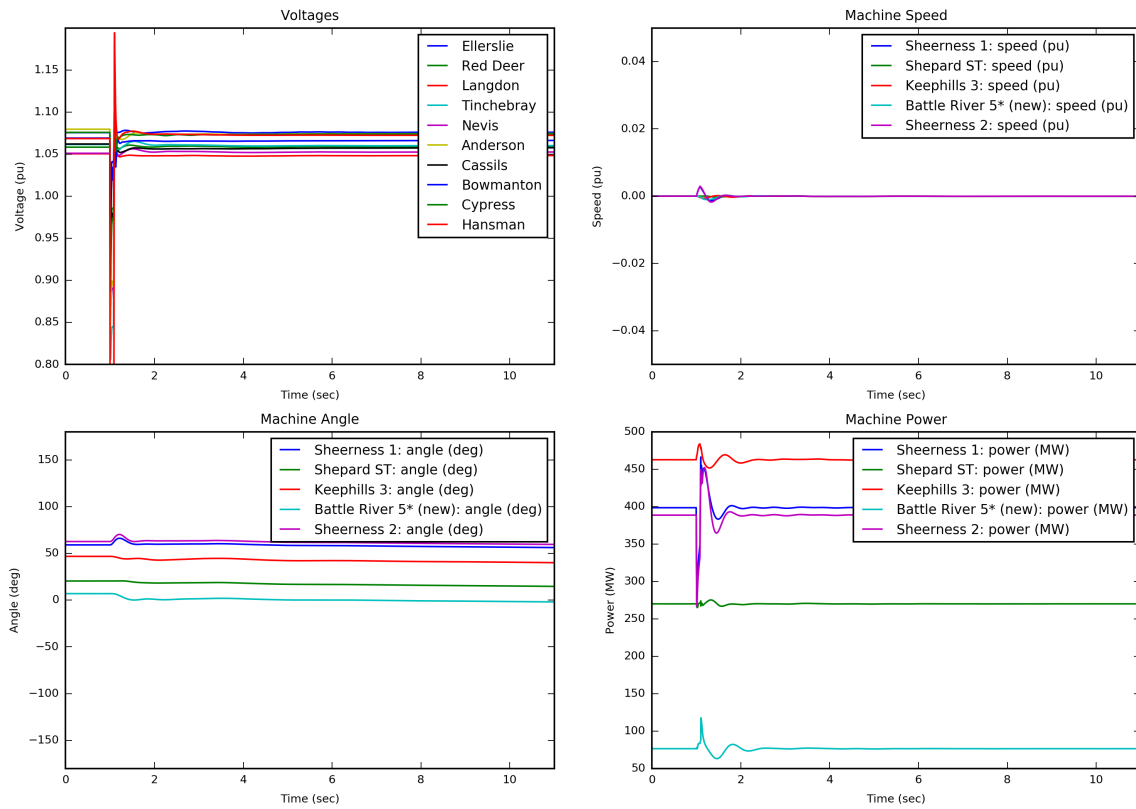 Voltages
1.15
1.10
1.05
1.00
0.95
0.90
0.85
0.80
Voltage (pu)
0 2 4 6 8 10
Time (sec)
Ellerslie
Red Deer
Langdon
Tinchebray
Nevis
Anderson
Cassils
Bowmanton
Cypress
Hansman
Machine Speed
0.04
0.02
0.00
−0.02
−0.04
Speed (pu)
0 2 4 6 8 10
Time (sec)
Sheerness 1: speed (pu)
Shepard ST: speed (pu)
Keephills 3: speed (pu)
Battle River 5* (new): speed (pu)
Sheerness 2: speed (pu)
Machine Angle
150
100
50
0
−50
−100
−150
Angle (deg)
0 2 4 6 8 10
Time (sec)
Sheerness 1: angle (deg)
Shepard ST: angle (deg)
Keephills 3: angle (deg)
Battle River 5* (new): angle (deg)
Sheerness 2: angle (deg)
Machine Power
500
450
400
350
300
250
200
150
100
50
Power (MW)
0 2 4 6 8 10
Time (sec)
Sheerness 1: power (MW)
Shepard ST: power (MW)
Keephills 3: power (MW)
Battle River 5* (new): power (MW)
Sheerness 2: power (MW)